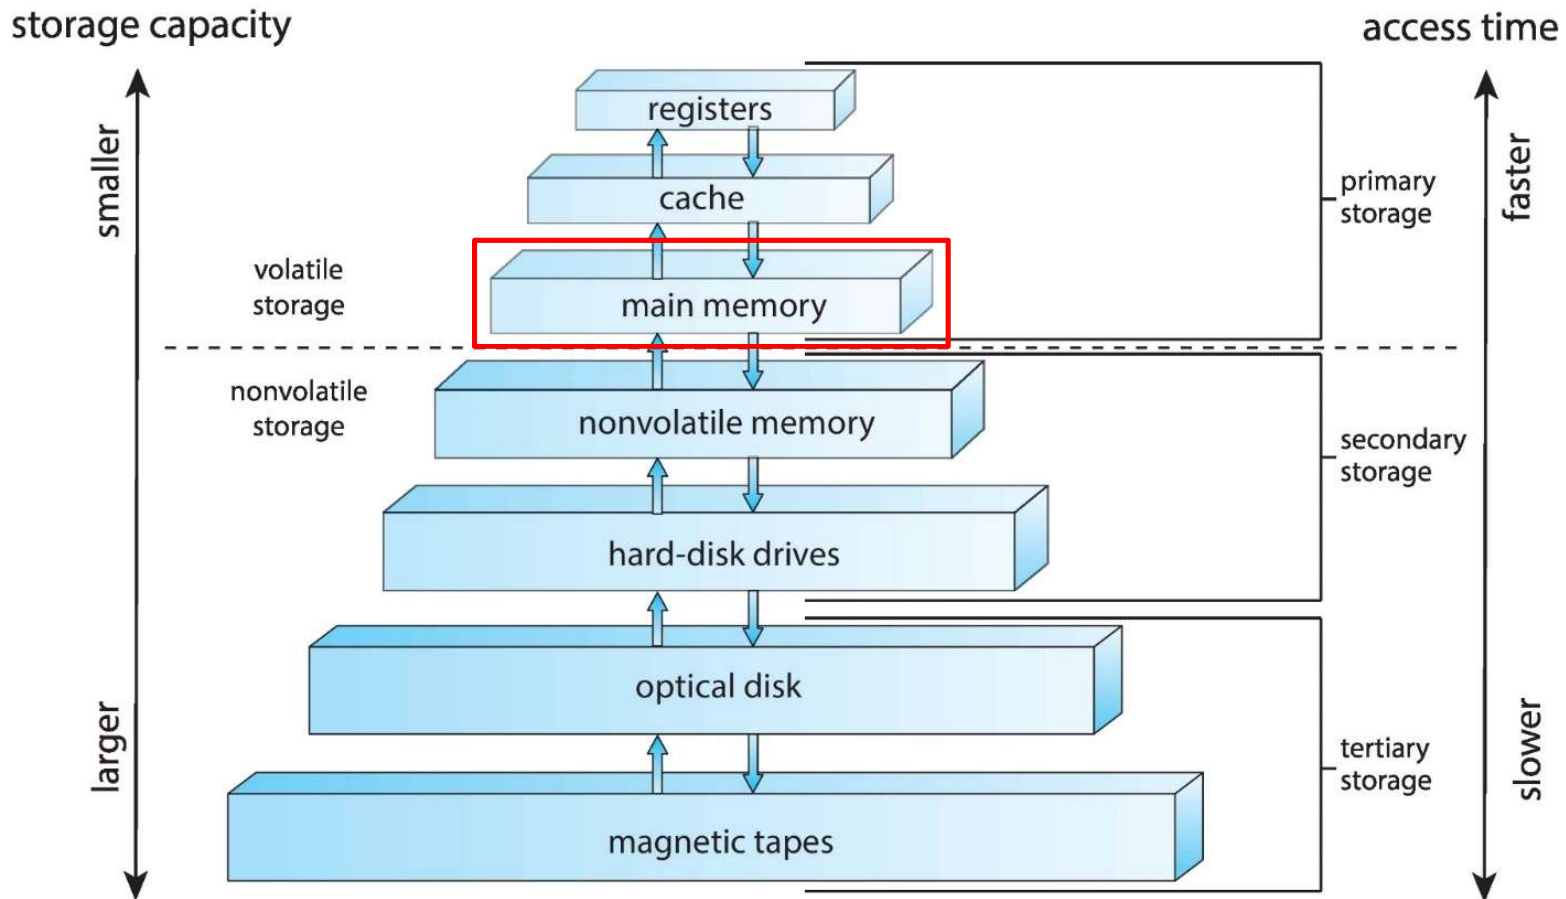 storage capacity
access time
smaller
larger
registers
cache
main memory
volatile
storage
nonvolatile
storage
nonvolatile memory
hard-disk drives
optical disk
magnetic tapes
primary
storage
secondary
storage
tertiary
storage
faster
slower